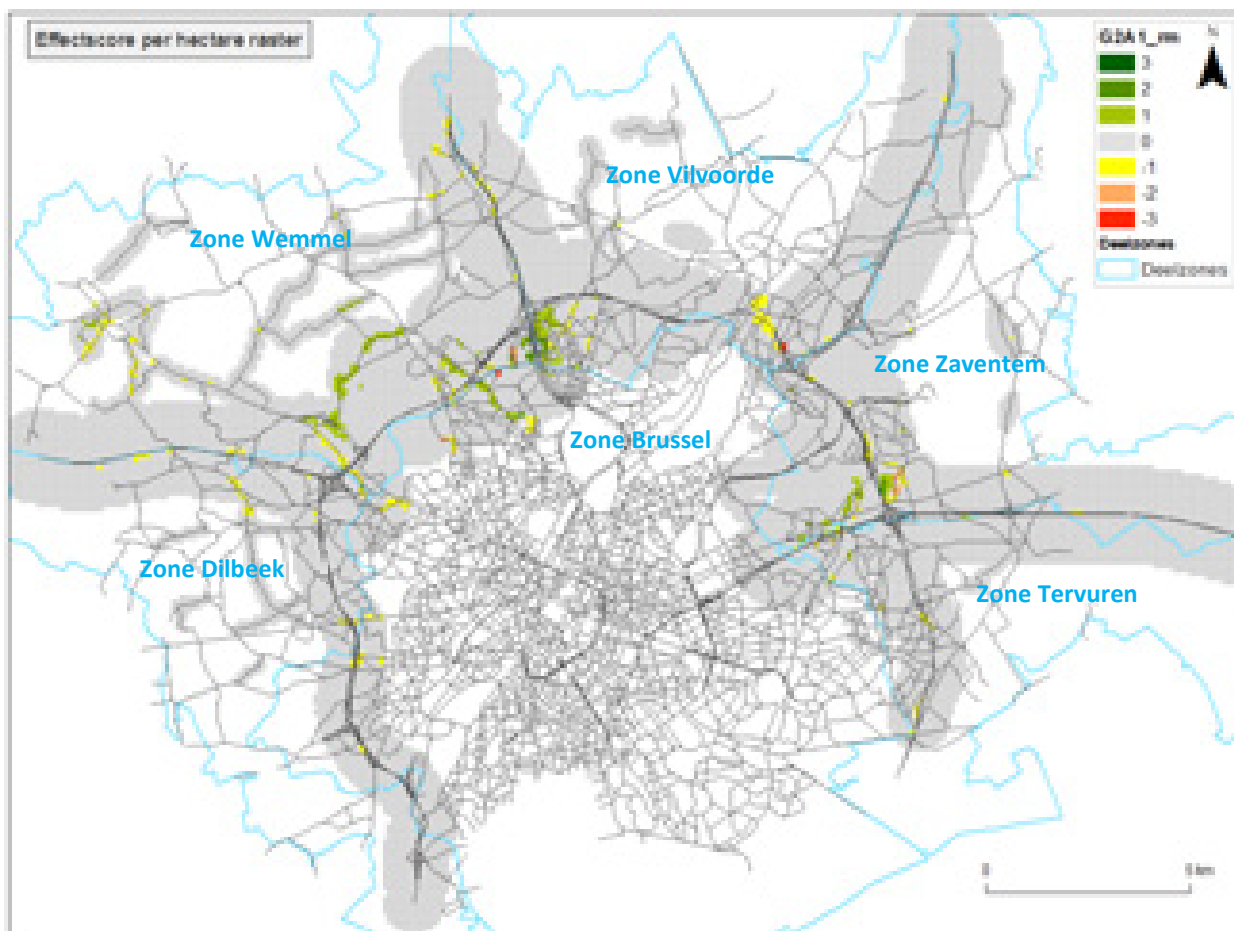 Effectscore per hectare raster
G2A1_rm
N
3
2
1
0
-1
-2
-3
Deelzones
Deelzones
Zone Vilvoorde
Zone Wemmel
Zone Zaventem
Zone Brussel
Zone Dilbeek
Zone Tervuren
0 5 km